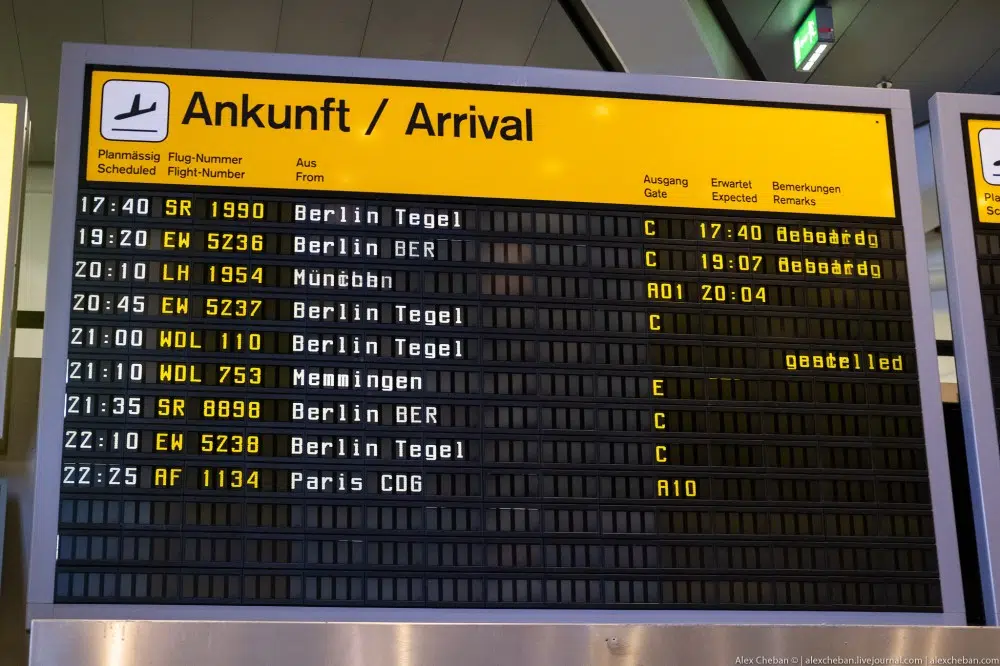 Ankunft / Arrival
Planmässig Flug-Nummer Aus Ausgang Erwartet Bemerkungen
Scheduled Flight-Number From Gate Expected Remarks
17:40 SR 1990 Berlin Tegel C 17:40
19:20 EW 5236 Berlin BER C 19:07
20:10 LH 1954 A01 20:04
20:45 EW 5237 Berlin Tegel C
21:00 WDL 110 Berlin Tegel
21:10 WDL 753 Memmingen E
21:35 SR 8898 Berlin BER C
22:10 EW 5238 Berlin Tegel C
22:25 AF 1134 Paris CDG A10
Alex Cheban © | alexcheban.livejournal.com | alexcheban.com